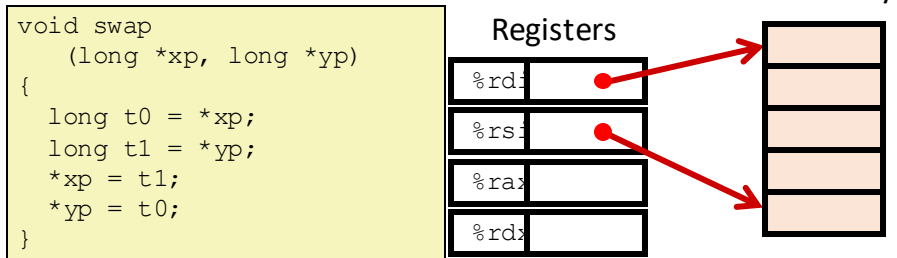 void swap
(long *xp, long *yp)
{
long t0 = *xp;
long t1 = *yp;
*xp = t1;
*yp = t0;
}
Registers
%rdi
%rsi
%rax
%rdx